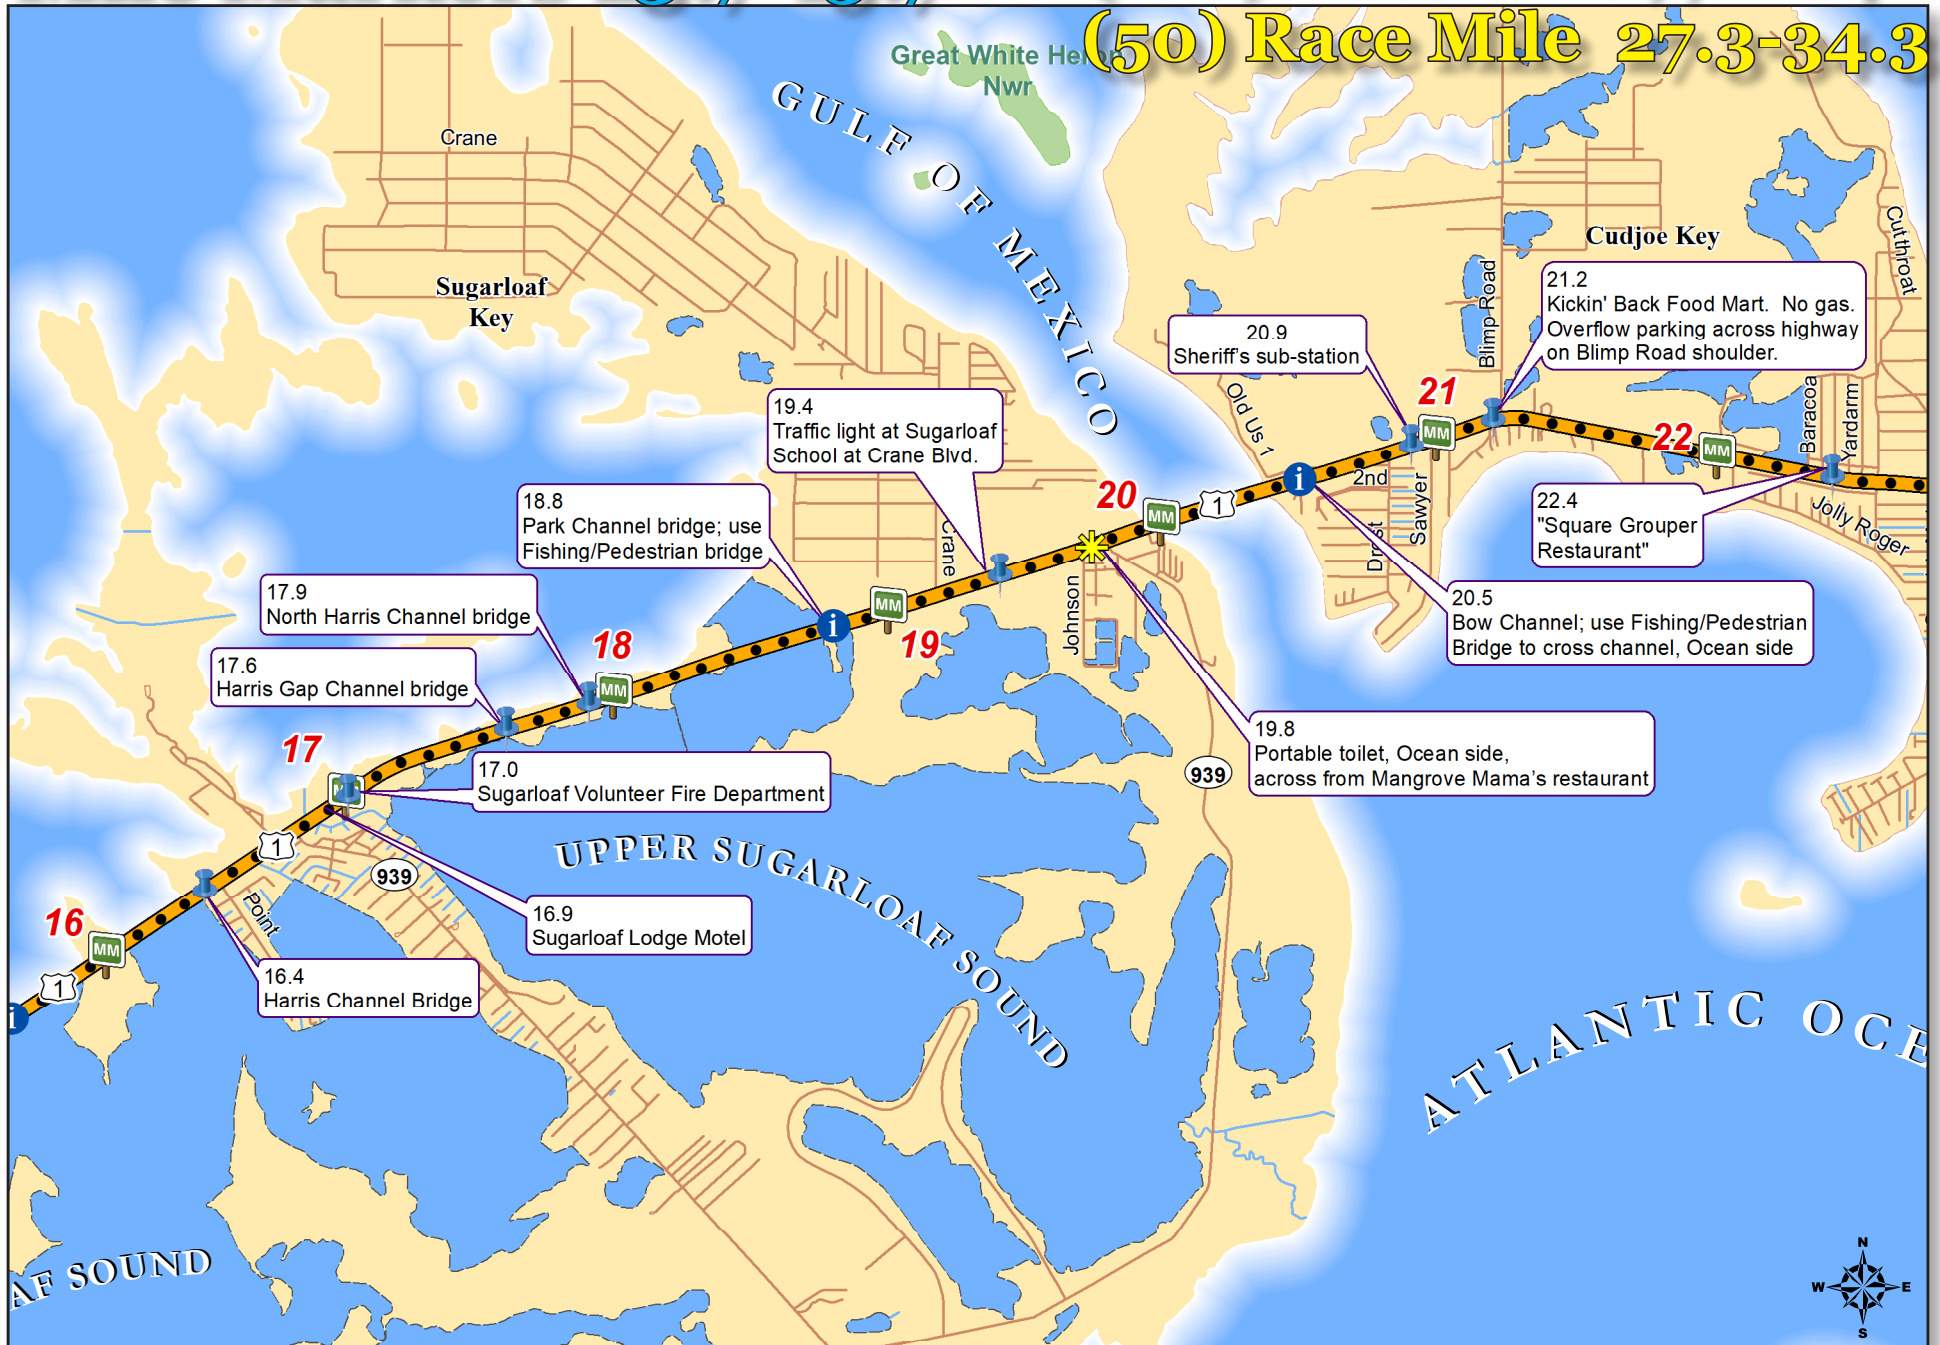 (50) Race Mile 27.3-34.3
Great White Heron
Nwr
GULF OF MEXICO
Crane
Sugarloaf
Key
Cudjoe Key
Cutthroat
Blimp Road
21.2
Kickin' Back Food Mart. No gas.
Overflow parking across highway
on Blimp Road shoulder.
20.9
Sheriff's sub-station
Old Us 1
21
MM
22
MM
Baracoa
Yardarm
19.4
Traffic light at Sugarloaf
School at Crane Blvd.
20
MM
1
i
2nd
Sawyer
22.4
"Square Grouper
Restaurant"
Jolly Roger
18.8
Park Channel bridge; use
Fishing/Pedestrian bridge
Crane
Johnson
20.5
Bow Channel; use Fishing/Pedestrian
Bridge to cross channel, Ocean side
17.9
North Harris Channel bridge
i
MM
19
18
MM
17.6
Harris Gap Channel bridge
19.8
Portable toilet, Ocean side,
across from Mangrove Mama's restaurant
939
17
17.0
Sugarloaf Volunteer Fire Department
1
UPPER SUGARLOAF SOUND
939
Point
16.9
Sugarloaf Lodge Motel
16
MM
1
i
16.4
Harris Channel Bridge
ATLANTIC OCE
AF SOUND
N
W E
S